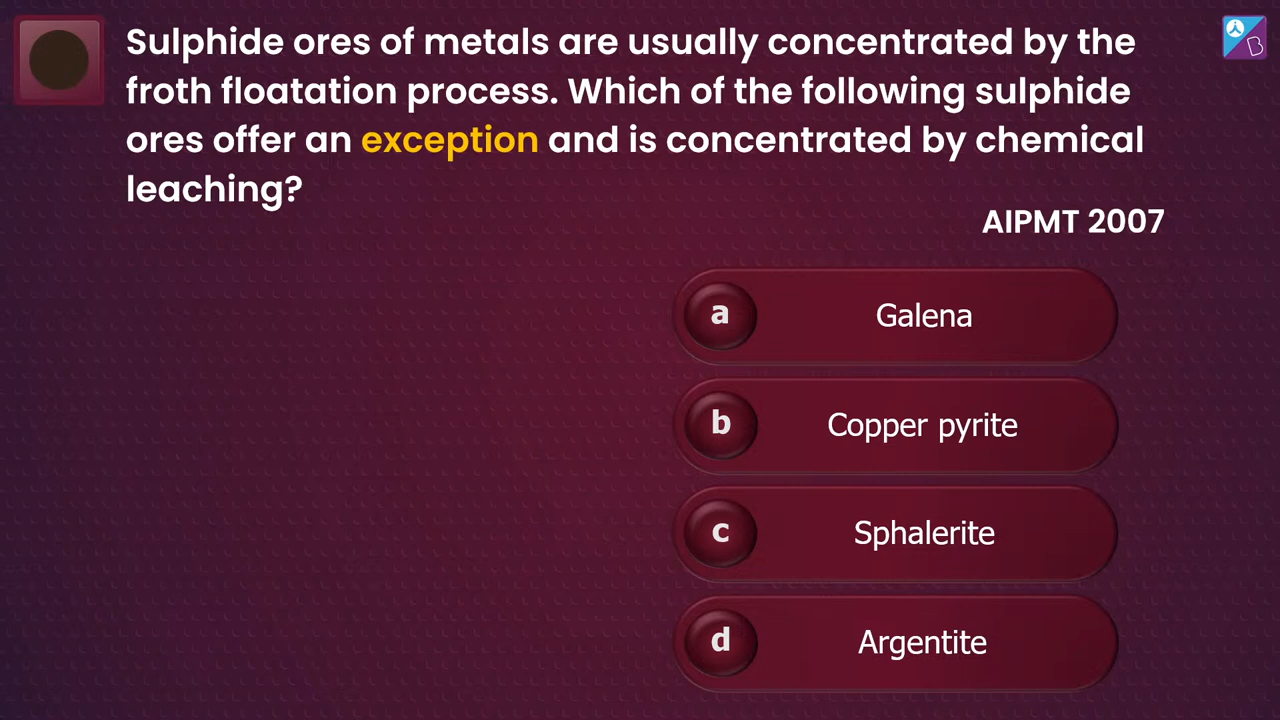 Sulphide ores of metals are usually concentrated by the
froth floatation process. Which of the following sulphide
ores offer an exception and is concentrated by chemical
leaching?
AIPMT 2007
a Galena
b Copper pyrite
c Sphalerite
d Argentite
B